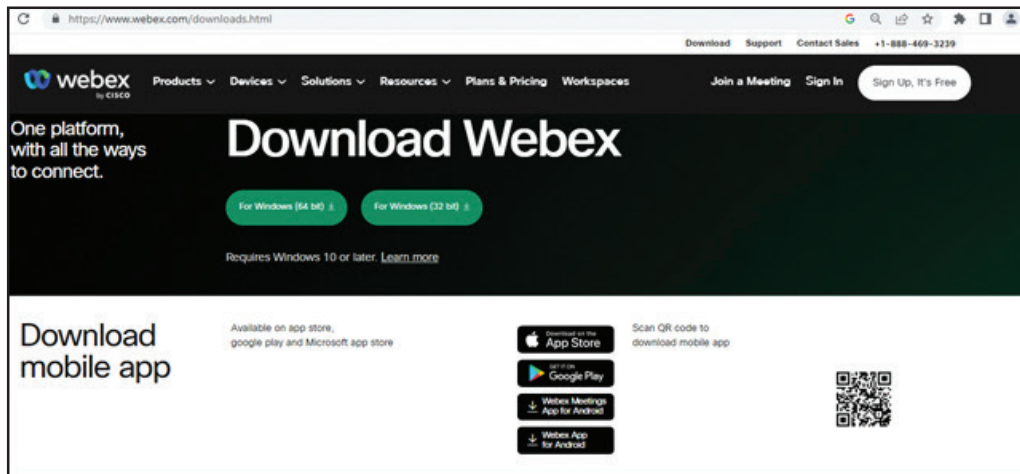 https://www.webex.com/downloads.html
Download Support Contact Sales +1-888-469-3239
webex by CISCO Products Devices Solutions Resources Plans & Pricing Workspaces Join a Meeting Sign In Sign Up, It's Free
One platform,
with all the ways
to connect.
Download Webex
For Windows (64 bit) For Windows (32 bit)
Requires Windows 10 or later. Learn more
Download
mobile app
Available on app store,
google play and Microsoft app store
Download on the
App Store
GET IT ON
Google Play
Webex Meetings
App for Android
Webex App
for Android
Scan QR code to
download mobile app